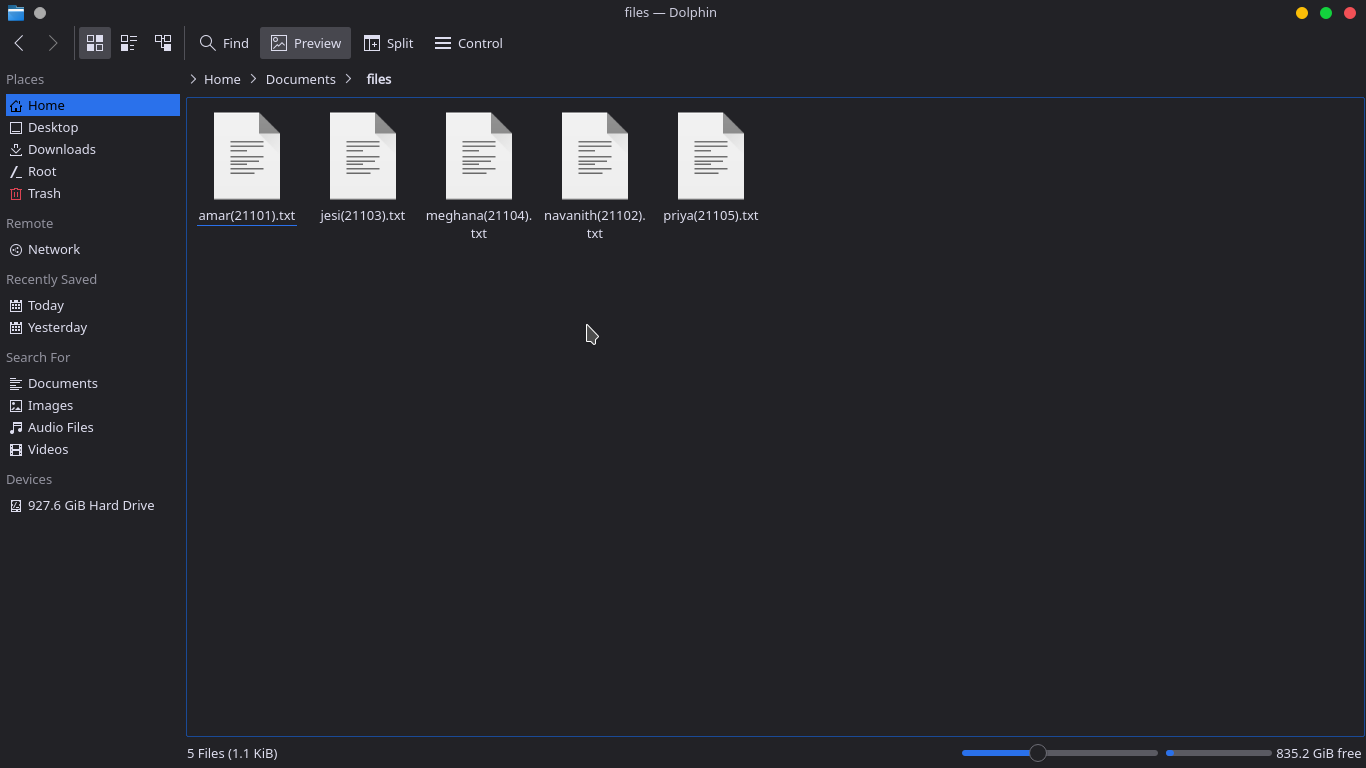 files — Dolphin
Find Preview Split Control
Places
Home
Desktop
Downloads
Root
Trash
Remote
Network
Recently Saved
Today
Yesterday
Search For
Documents
Images
Audio Files
Videos
Devices
927.6 GiB Hard Drive
Home Documents files
amar(21101).txt
jesi(21103).txt
meghana(21104).
txt
navanith(21102).
txt
priya(21105).txt
5 Files (1.1 KiB)
835.2 GiB free